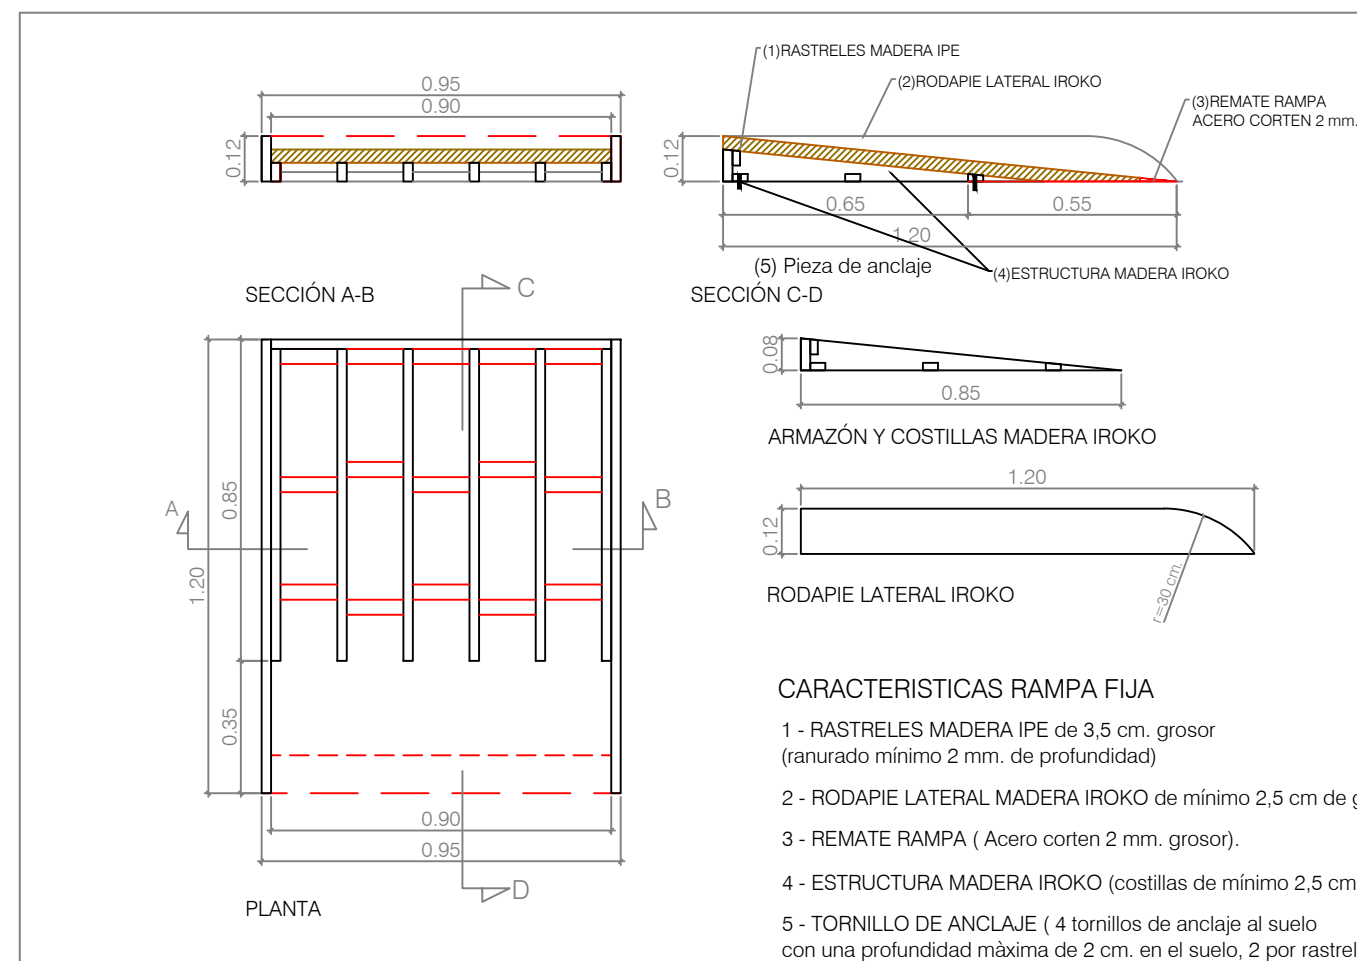 0.95
0.90
0.12
SECCIÓN A-B
(1)RASTRELES MADERA IPE
(2)RODAPIE LATERAL IROKO
(3)REMATE RAMPA
ACERO CORTEN 2 mm.
0.12
0.65
0.55
1.20
(5) Pieza de anclaje
(4)ESTRUCTURA MADERA IROKO
SECCIÓN C-D
C
A
B
0.85
1.20
0.35
0.90
0.95
D
PLANTA
0.08
0.85
ARMAZÓN Y COSTILLAS MADERA IROKO
1.20
0.12
r=30 cm.
RODAPIE LATERAL IROKO
CARACTERISTICAS RAMPA FIJA
1 - RASTRELES MADERA IPE de 3,5 cm. grosor
(ranurado mínimo 2 mm. de profundidad)
2 - RODAPIE LATERAL MADERA IROKO de mínimo 2,5 cm de
3 - REMATE RAMPA ( Acero corten 2 mm. grosor).
4 - ESTRUCTURA MADERA IROKO (costillas de mínimo 2,5 cm
5 - TORNILLO DE ANCLAJE ( 4 tornillos de anclaje al suelo
con una profundidad màxima de 2 cm. en el suelo, 2 por rastrel